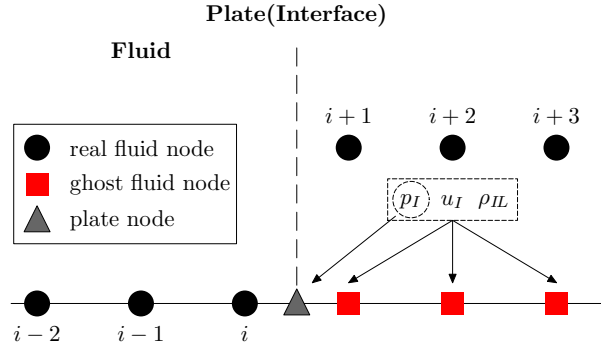 Plate(Interface)
Fluid
i + 1 i + 2 i + 3
real fluid node
ghost fluid node
plate node
p_I u_I ρ_IL
i − 2 i − 1 i